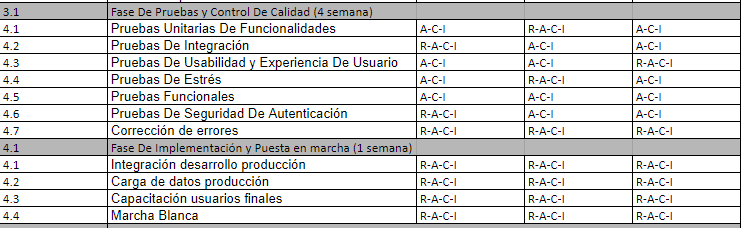 3.1 Fase De Pruebas y Control De Calidad (4 semana)
4.1 Pruebas Unitarias De Funcionalidades A-C-I R-A-C-I A-C-I
4.2 Pruebas De Integración R-A-C-I A-C-I A-C-I
4.3 Pruebas De Usabilidad y Experiencia De Usuario A-C-I A-C-I R-A-C-I
4.4 Pruebas De Estrés A-C-I R-A-C-I A-C-I
4.5 Pruebas Funcionales A-C-I A-C-I A-C-I
4.6 Pruebas De Seguridad De Autenticación R-A-C-I A-C-I A-C-I
4.7 Corrección de errores R-A-C-I R-A-C-I R-A-C-I
4.1 Fase De Implementación y Puesta en marcha (1 semana)
4.1 Integración desarrollo producción R-A-C-I R-A-C-I R-A-C-I
4.2 Carga de datos producción R-A-C-I R-A-C-I R-A-C-I
4.3 Capacitación usuarios finales R-A-C-I R-A-C-I R-A-C-I
4.4 Marcha Blanca R-A-C-I R-A-C-I R-A-C-I